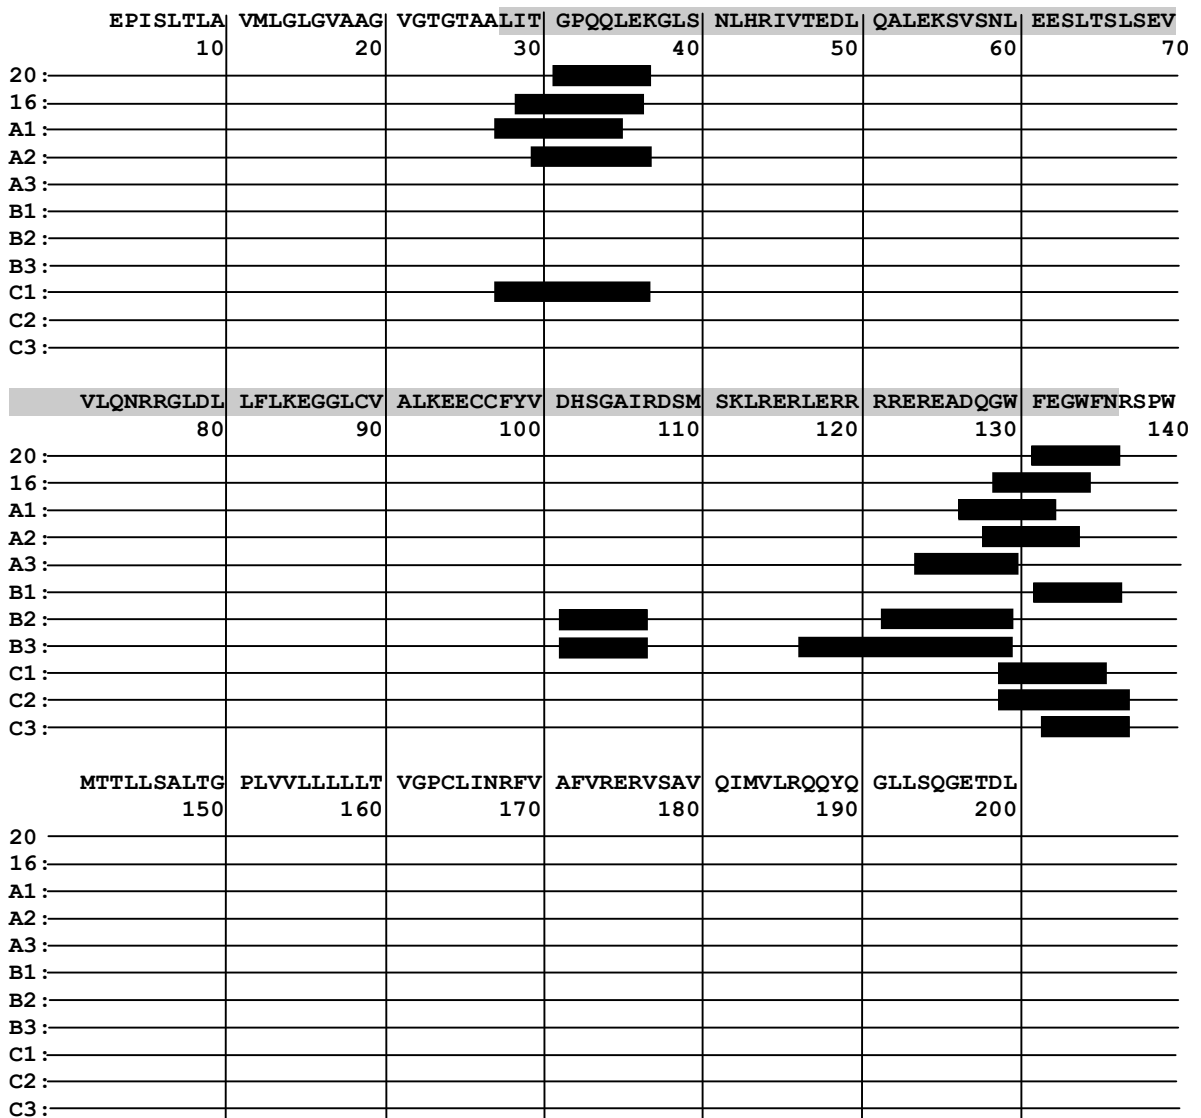 EPISLTLA VMLGLGVAAG VGTGTAALIT GPQQLEKGLS NLHRIVTEDL QALEKSVSNL EESLTSLSEV
10 20 30 40 50 60 70
20:
16:
A1:
A2:
A3:
B1:
B2:
B3:
C1:
C2:
C3:
VLQNRRGLDL LFLKEGGLCV ALKEECCFYV DHSGAIRDSM SKLRERLERR RREREADQGW FEGWFNRSPW
80 90 100 110 120 130 140
20:
16:
A1:
A2:
A3:
B1:
B2:
B3:
C1:
C2:
C3:
MTTLLSALTG PLVVLLLLLT VGPCLINRFV AFVRERVSAV QIMVLRQQYQ GLLSQGETDL
150 160 170 180 190 200
20
16:
A1:
A2:
A3:
B1:
B2:
B3:
C1:
C2:
C3: